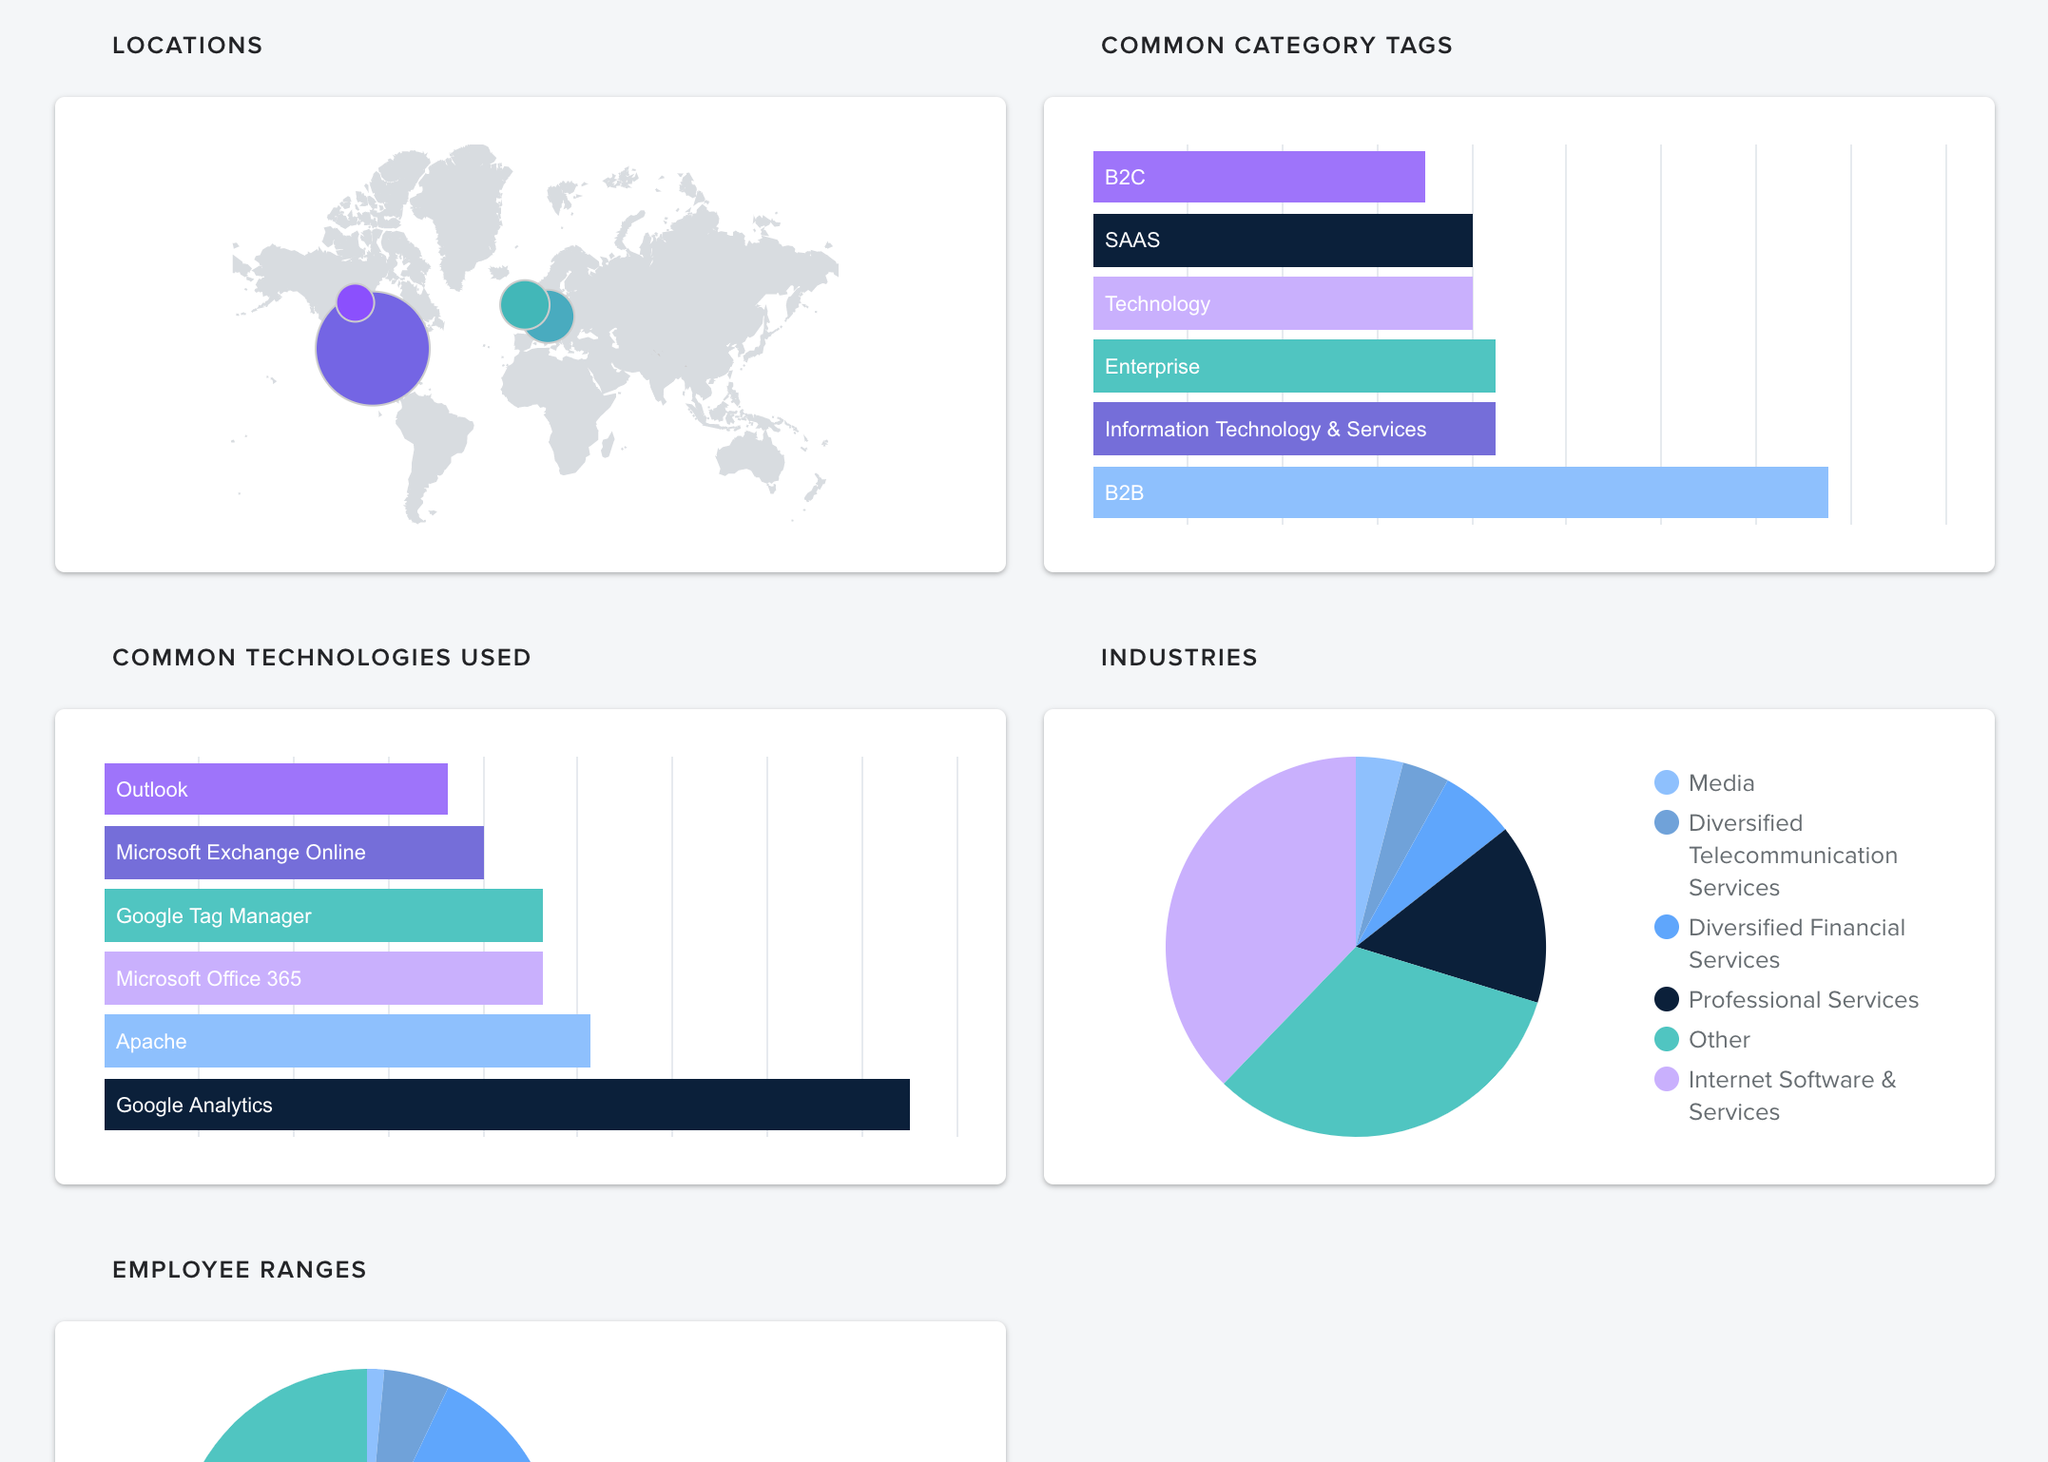 LOCATIONS
COMMON CATEGORY TAGS
B2C
SAAS
Technology
Enterprise
Information Technology & Services
B2B
COMMON TECHNOLOGIES USED
INDUSTRIES
Outlook
Microsoft Exchange Online
Google Tag Manager
Microsoft Office 365
Apache
Google Analytics
Media
Diversified
Telecommunication
Services
Diversified Financial
Services
Professional Services
Other
Internet Software &
Services
EMPLOYEE RANGES